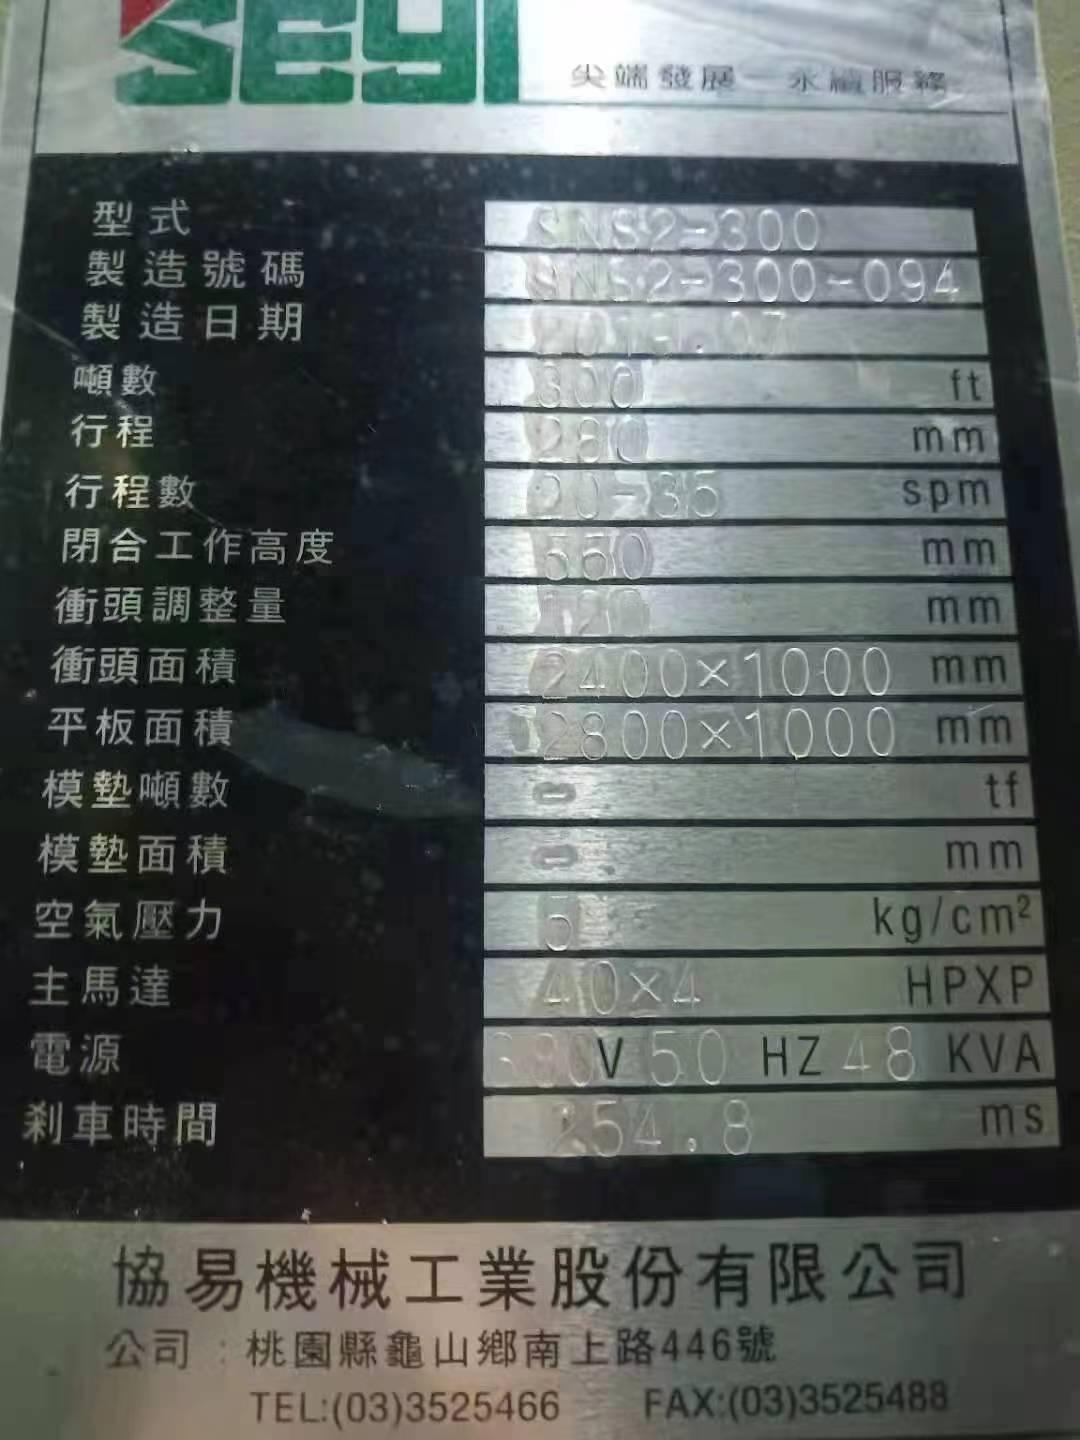 SEYI
尖端發展 永續服務
型式 SNS2-300
製造號碼 SNS2-300-094
製造日期
噸數 300 ft
行程 280 mm
行程數 20-35 spm
閉合工作高度 550 mm
衝頭調整量 120 mm
衝頭面積 2400×1000 mm
平板面積 2800×1000 mm
模墊噸數 - tf
模墊面積 - mm
空氣壓力 5 kg/cm²
主馬達 40×4 HPXP
電源 380V 50 HZ 48 KVA
剎車時間 254.8 ms
協易機械工業股份有限公司
公司：桃園縣龜山鄉南上路446號
TEL:(03)3525466 FAX:(03)3525488